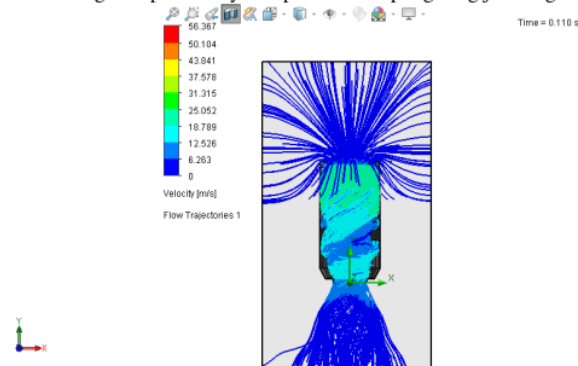 Time = 0.110 s
56.367
50.104
43.841
37.578
31.315
25.052
18.789
12.526
6.263
0
Velocity [m/s]
Flow Trajectories 1
X
Y
X